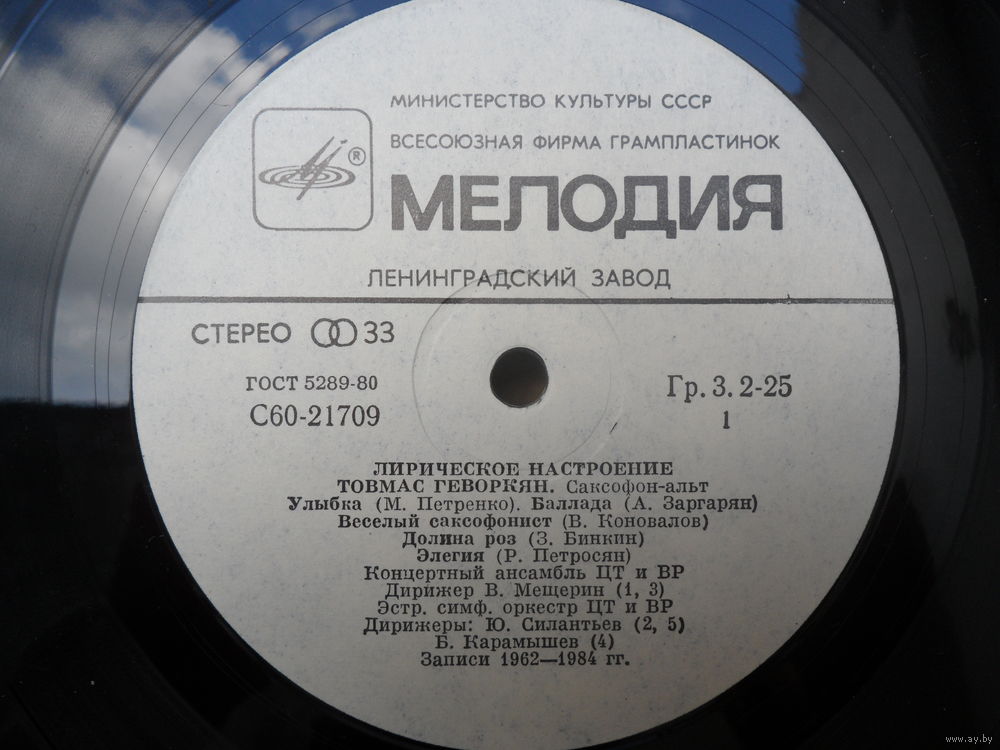 МИНИСТЕРСТВО КУЛЬТУРЫ СССР
ВСЕСОЮЗНАЯ ФИРМА ГРАМПЛАСТИНОК
®
МЕЛОДИЯ
ЛЕНИНГРАДСКИЙ ЗАВОД
СТЕРЕО 33
ГОСТ 5289-80
С60-21709
Гр. 3. 2-25
1
ЛИРИЧЕСКОЕ НАСТРОЕНИЕ
ТОВМАС ГЕВОРКЯН. Саксофон-альт
Улыбка (М. Петренко). Баллада (А. Заргарян)
Веселый саксофонист (В. Коновалов)
Долина роз (З. Бинкин)
Элегия (Р. Петросян)
Концертный ансамбль ЦТ и ВР
Дирижер В. Мещерин (1, 3)
Эстр. симф. оркестр ЦТ и ВР
Дирижеры: Ю. Силантьев (2, 5)
Б. Карамышев (4)
Записи 1962—1984 гг.
www.ay.by